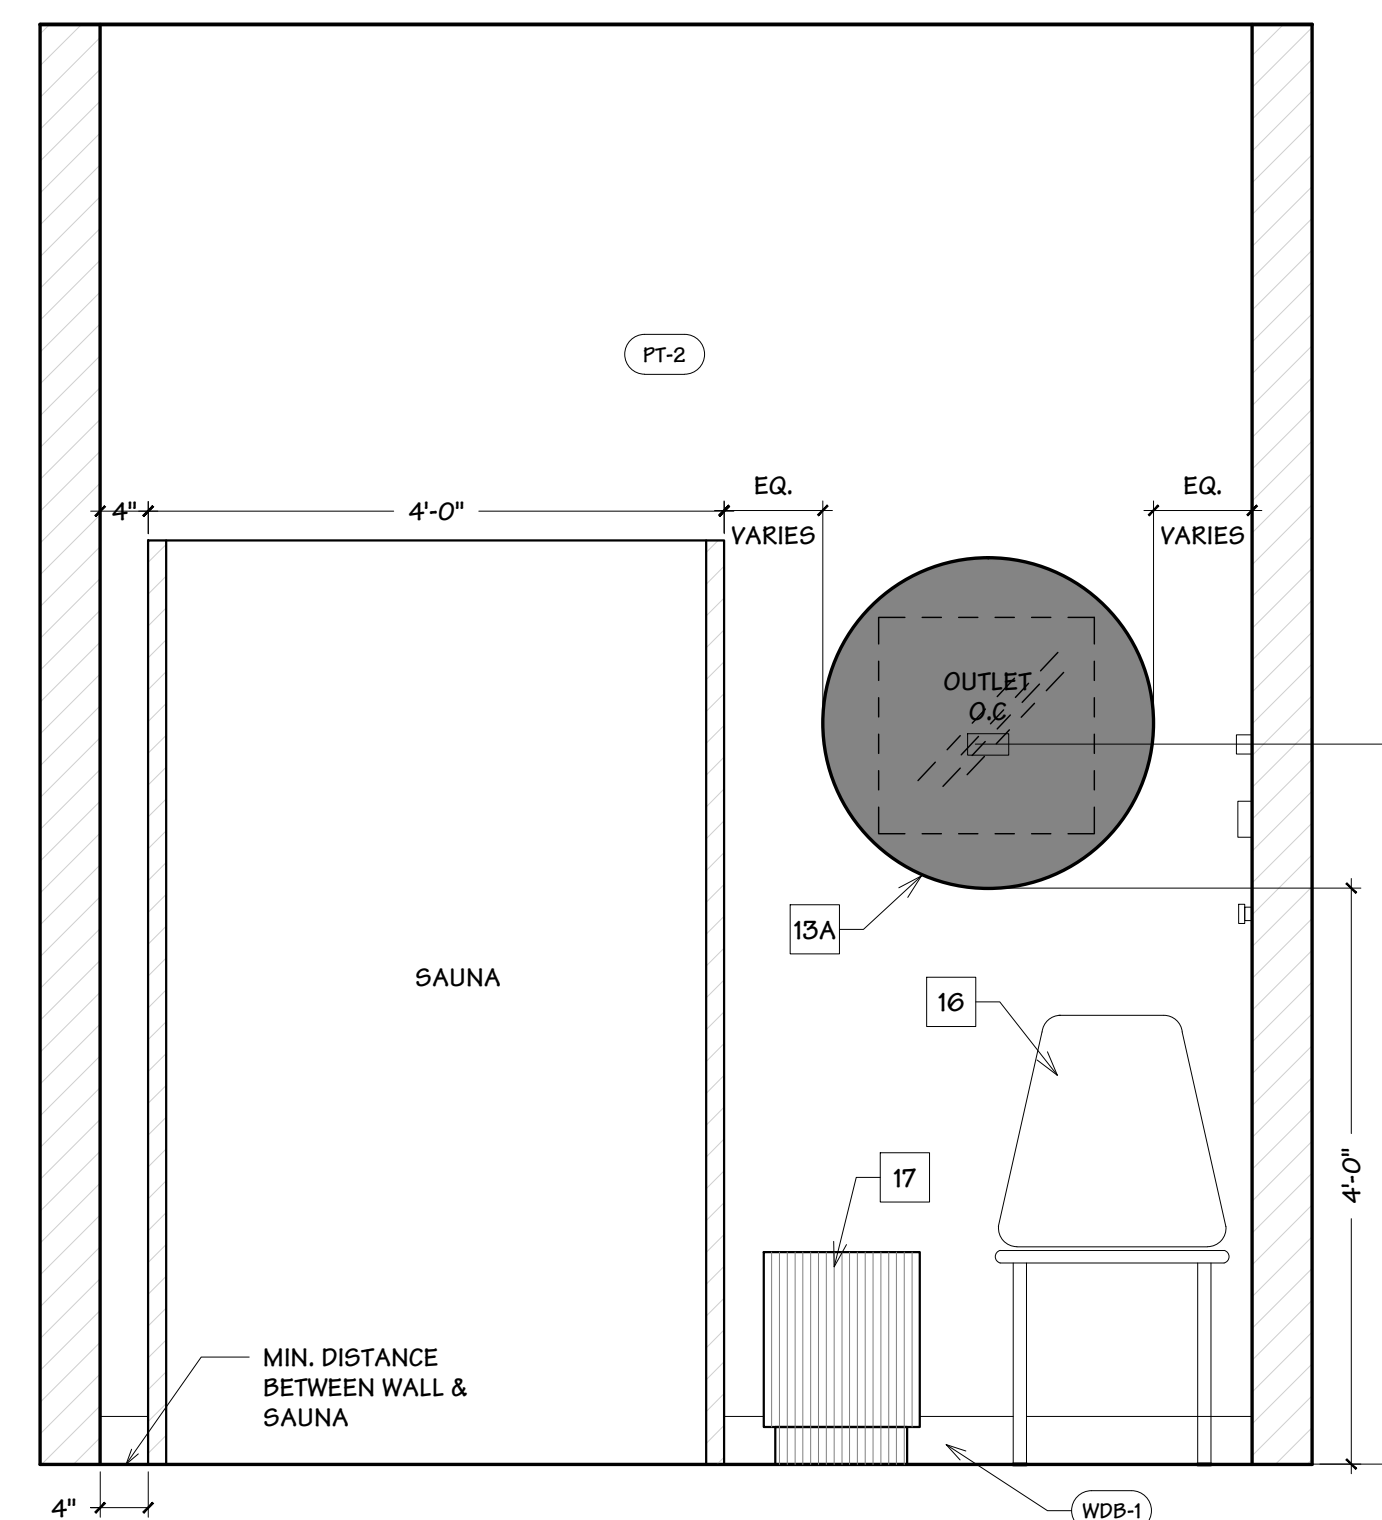 PT-2
EQ.
EQ.
4"
4'-0"
VARIES
VARIES
OUTLET
O.C
13A
SAUNA
16
4'-0"
17
MIN. DISTANCE
BETWEEN WALL &
SAUNA
4"
WDB-1